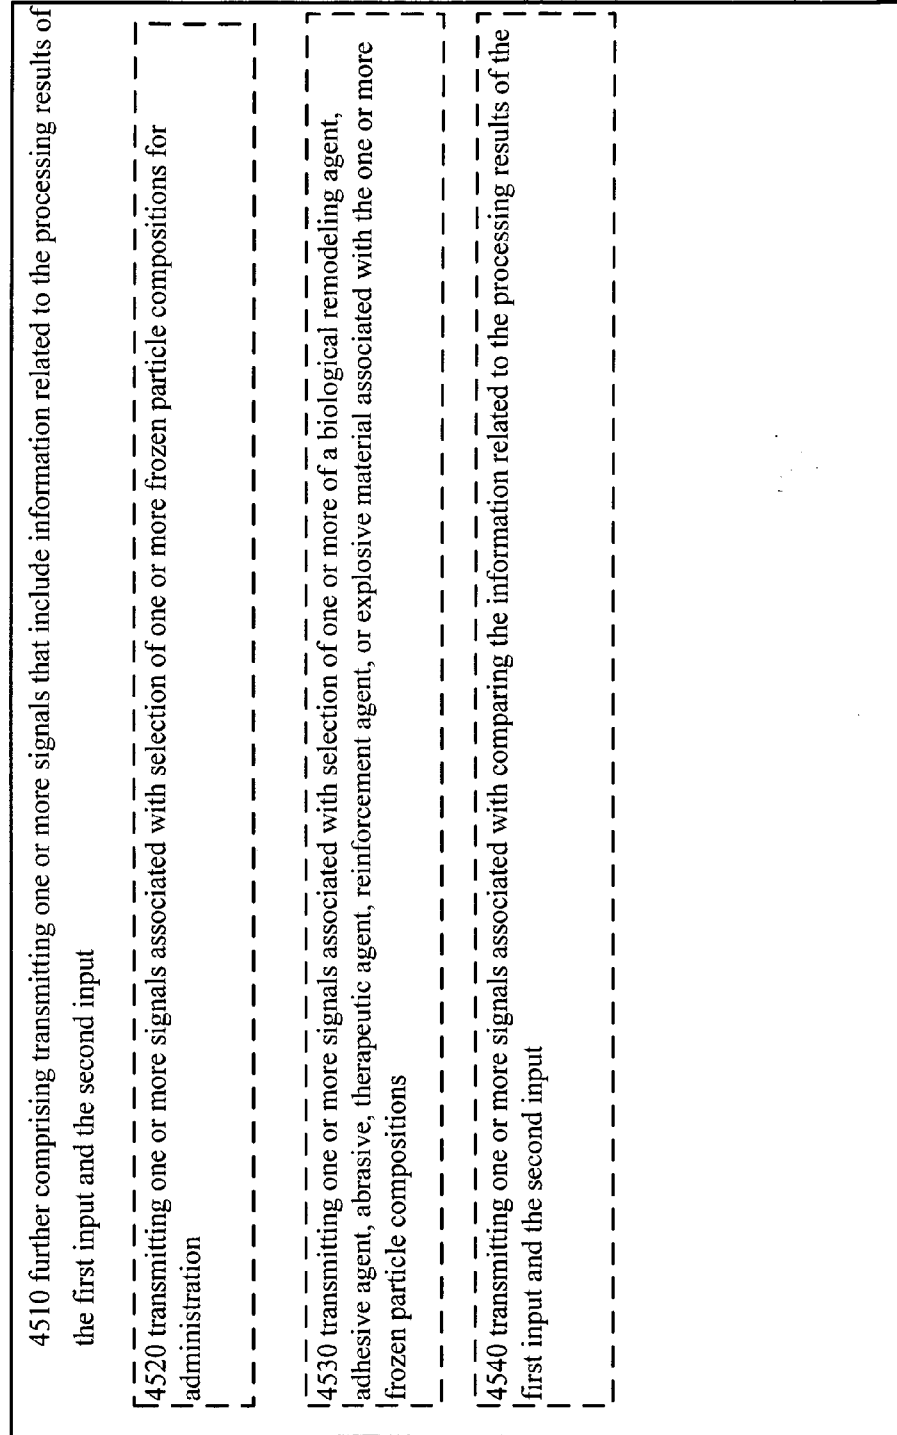 4510 further comprising transmitting one or more signals that include information related to the processing results of
the first input and the second input
4520 transmitting one or more signals associated with selection of one or more frozen particle compositions for
administration
4530 transmitting one or more signals associated with selection of one or more of a biological remodeling agent,
adhesive agent, abrasive, therapeutic agent, reinforcement agent, or explosive material associated with the one or more
frozen particle compositions
4540 transmitting one or more signals associated with comparing the information related to the processing results of the
first input and the second input